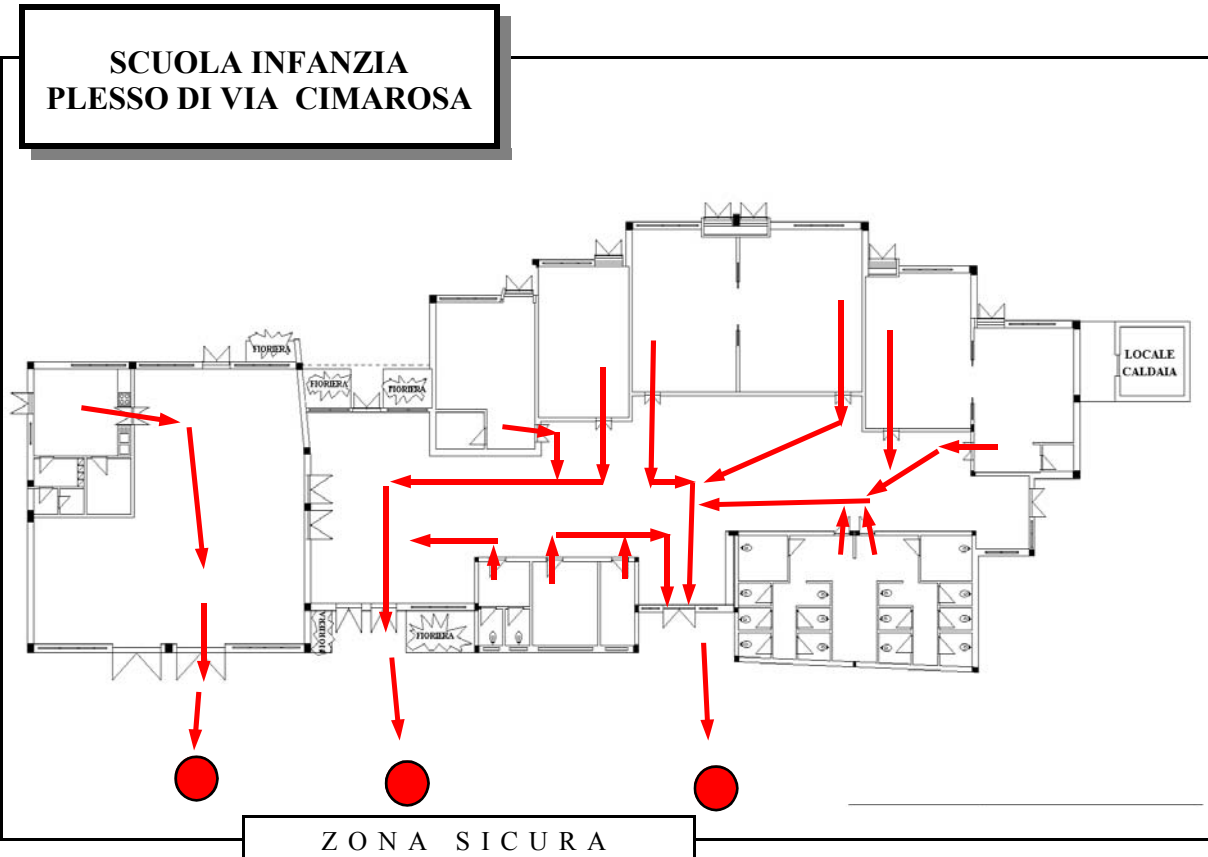 SCUOLA INFANZIA
PLESSO DI VIA CIMAROSA
FIORIERA
FIORIERA
FIORIERA
LOCALE
CALDAIA
FIORIERA
FIORIERA
ZONA SICURA